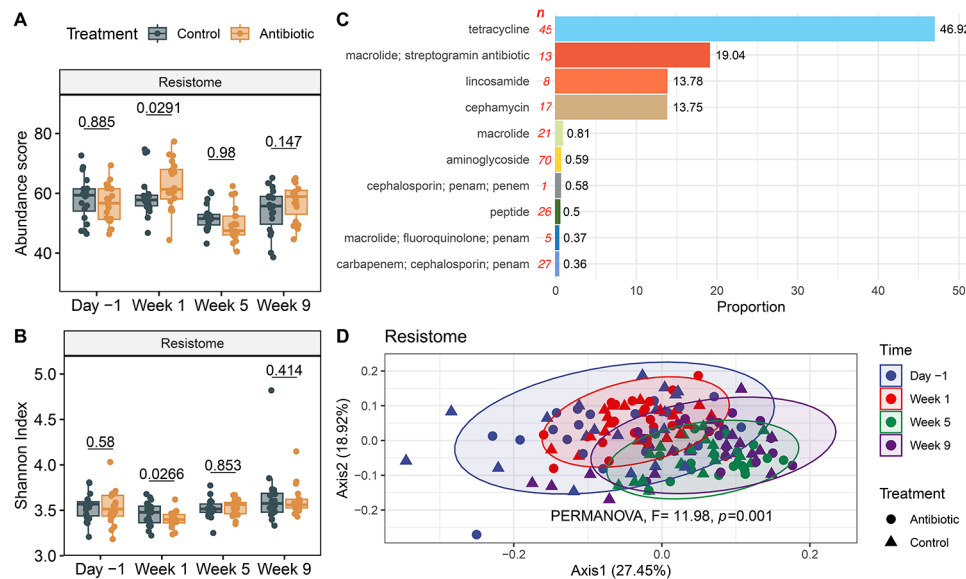 A
Treatment Control Antibiotic
Resistome
0.885
0.0291
0.98
0.147
Abundance score
80
60
40
Day −1 Week 1 Week 5 Week 9
B
Resistome
0.58
0.0266
0.853
0.414
Shannon Index
5.0
4.5
4.0
3.5
3.0
Day −1 Week 1 Week 5 Week 9
C
n
tetracycline 45 46.92
macrolide; streptogramin antibiotic 13 19.04
lincosamide 8 13.78
cephamycin 17 13.75
macrolide 21 0.81
aminoglycoside 70 0.59
cephalosporin; penam; penem 1 0.58
peptide 26 0.5
macrolide; fluoroquinolone; penam 5 0.37
carbapenem; cephalosporin; penam 27 0.36
0 10 20 30 40 50
Proportion
D
Resistome
Axis2 (18.92%)
0.2
0.1
0.0
−0.1
−0.2
PERMANOVA, F= 11.98, p=0.001
−0.2 0.0 0.2
Axis1 (27.45%)
Time
Day −1
Week 1
Week 5
Week 9
Treatment
Antibiotic
Control